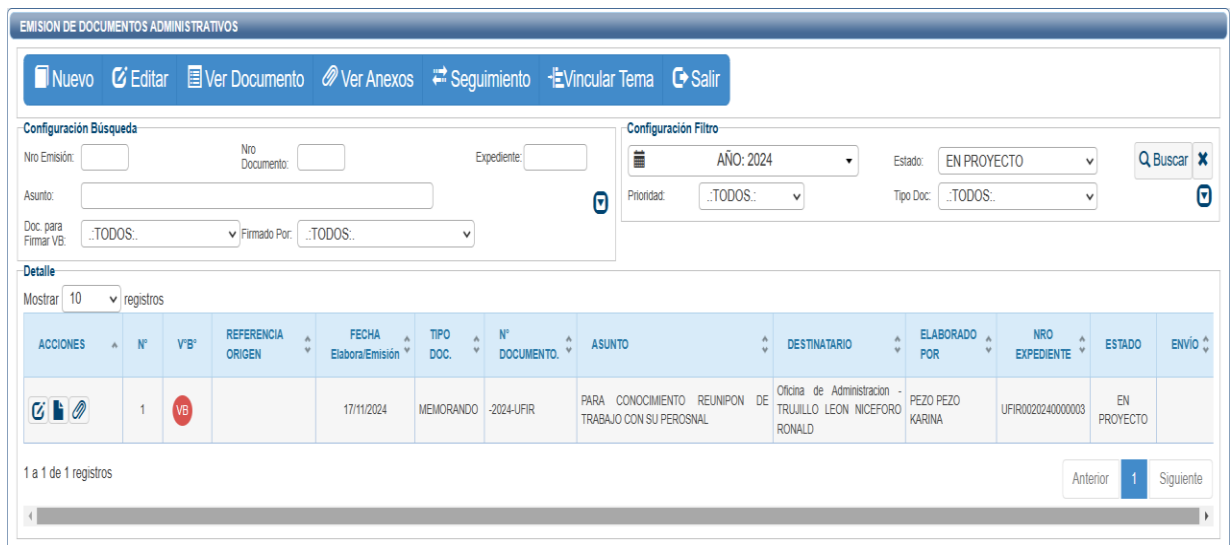 EMISION DE DOCUMENTOS ADMINISTRATIVOS
Nuevo Editar Ver Documento Ver Anexos Seguimiento Vincular Tema Salir
Configuración Búsqueda
Nro Emisión:
Nro
Documento:
Expediente:
Asunto:
Doc. para
Firmar VB:
.:TODOS:.
Firmado Por:
.:TODOS:.
Configuración Filtro
AÑO: 2024
Estado:
EN PROYECTO
Buscar
Prioridad:
.:TODOS.:
Tipo Doc:
.:TODOS:.
Detalle
Mostrar 10 registros
ACCIONES
N°
V°B°
REFERENCIA
ORIGEN
FECHA
Elabora/Emisión
TIPO
DOC.
N°
DOCUMENTO.
ASUNTO
DESTINATARIO
ELABORADO
POR
NRO
EXPEDIENTE
ESTADO
ENVÍO
1
VB
17/11/2024
MEMORANDO
-2024-UFIR
PARA CONOCIMIENTO REUNIPON DE
TRABAJO CON SU PEROSNAL
Oficina de Administracion -
TRUJILLO LEON NICEFORO
RONALD
PEZO PEZO
KARINA
UFIR0020240000003
EN
PROYECTO
1 a 1 de 1 registros
Anterior 1 Siguiente